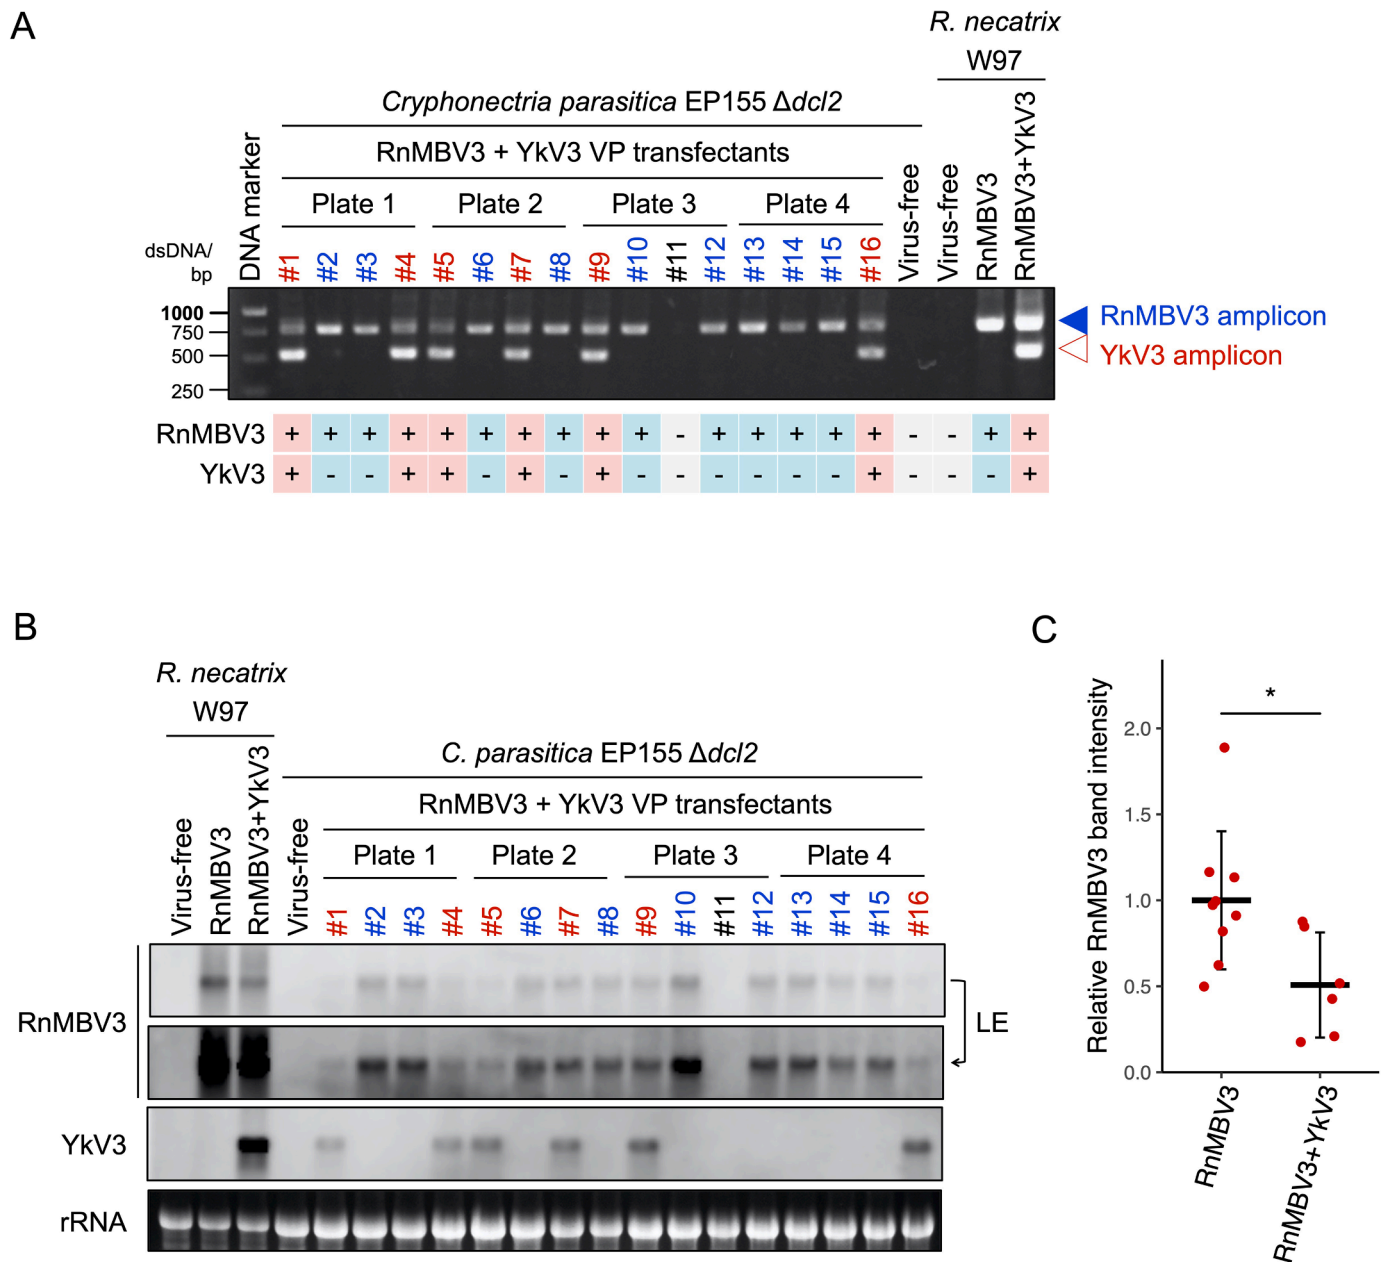 A
R. necatrix
W97
Cryphonectria parasitica EP155 Δdcl2
RnMBV3 + YkV3 VP transfectants
Plate 1 Plate 2 Plate 3 Plate 4
dsDNA/
bp
DNA marker
#1 #2 #3 #4 #5 #6 #7 #8 #9 #10 #11 #12 #13 #14 #15 #16 Virus-free Virus-free RnMBV3 RnMBV3+YkV3
1000
750
500
250
RnMBV3 amplicon
YkV3 amplicon
RnMBV3 + + + + + + + + + + - + + + + + - - + +
YkV3 + - - + + - + - + - - - - - - + - - - +
B
R. necatrix
W97
C. parasitica EP155 Δdcl2
RnMBV3 + YkV3 VP transfectants
Plate 1 Plate 2 Plate 3 Plate 4
Virus-free RnMBV3 RnMBV3+YkV3 Virus-free #1 #2 #3 #4 #5 #6 #7 #8 #9 #10 #11 #12 #13 #14 #15 #16
RnMBV3
LE
YkV3
rRNA
C
Relative RnMBV3 band intensity
*
2.0
1.5
1.0
0.5
0.0
RnMBV3
RnMBV3+YkV3